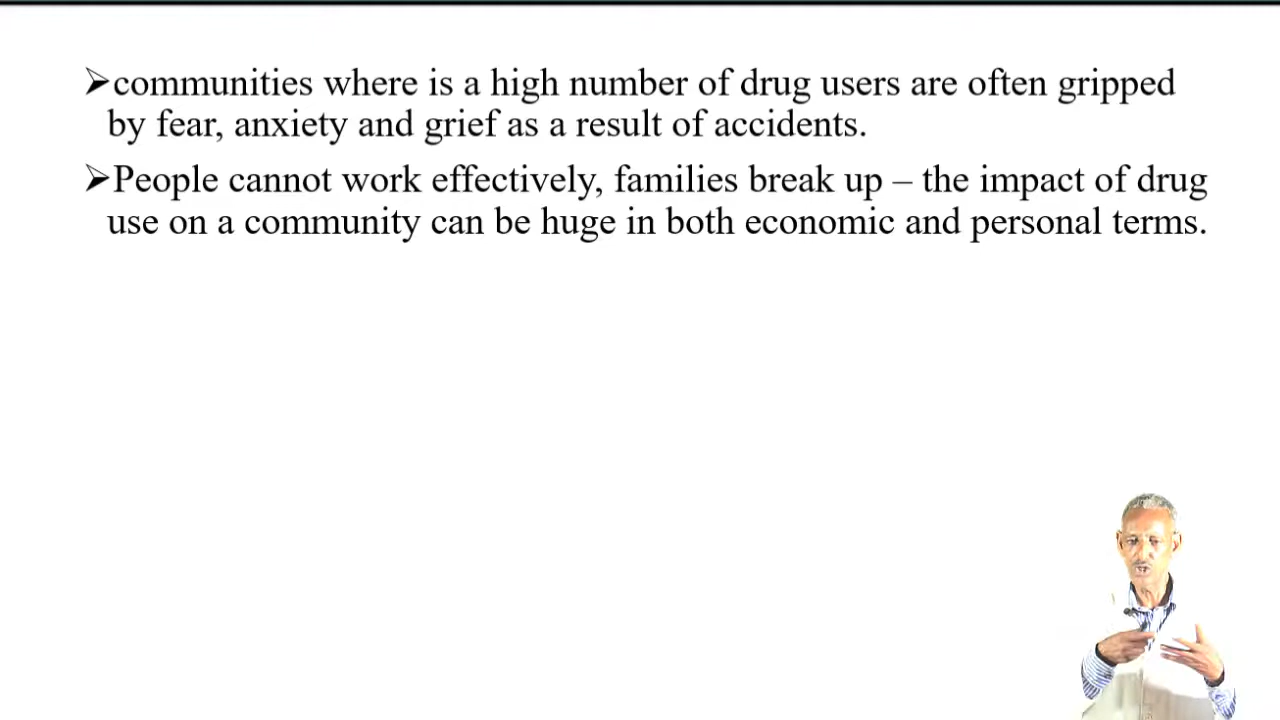 ➢communities where is a high number of drug users are often gripped
by fear, anxiety and grief as a result of accidents.
➢People cannot work effectively, families break up – the impact of drug
use on a community can be huge in both economic and personal terms.